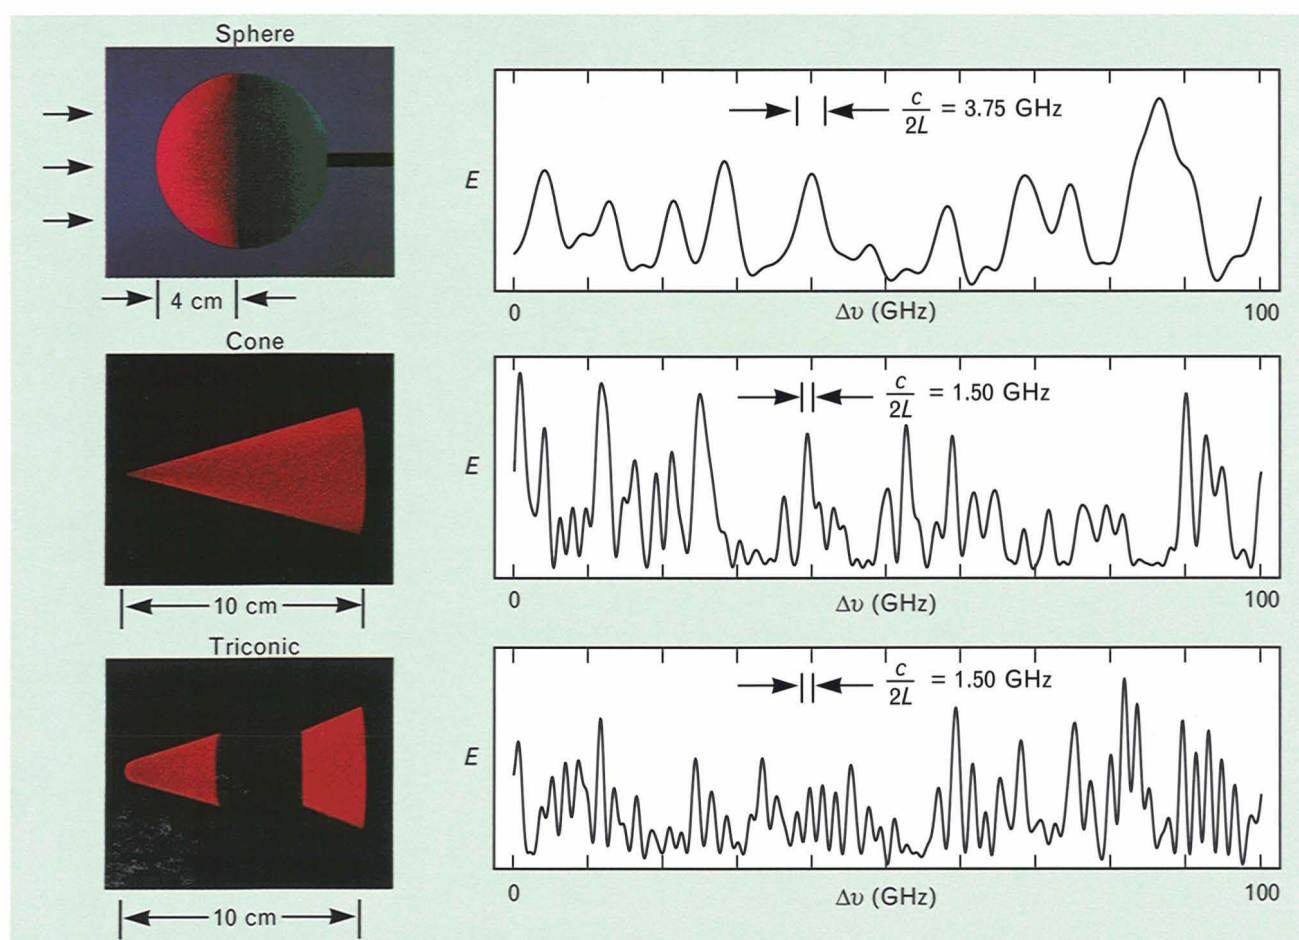 Sphere
c/2L = 3.75 GHz
E
4 cm
0 Δυ (GHz) 100
Cone
c/2L = 1.50 GHz
E
10 cm
0 Δυ (GHz) 100
Triconic
c/2L = 1.50 GHz
E
10 cm
0 Δυ (GHz) 100